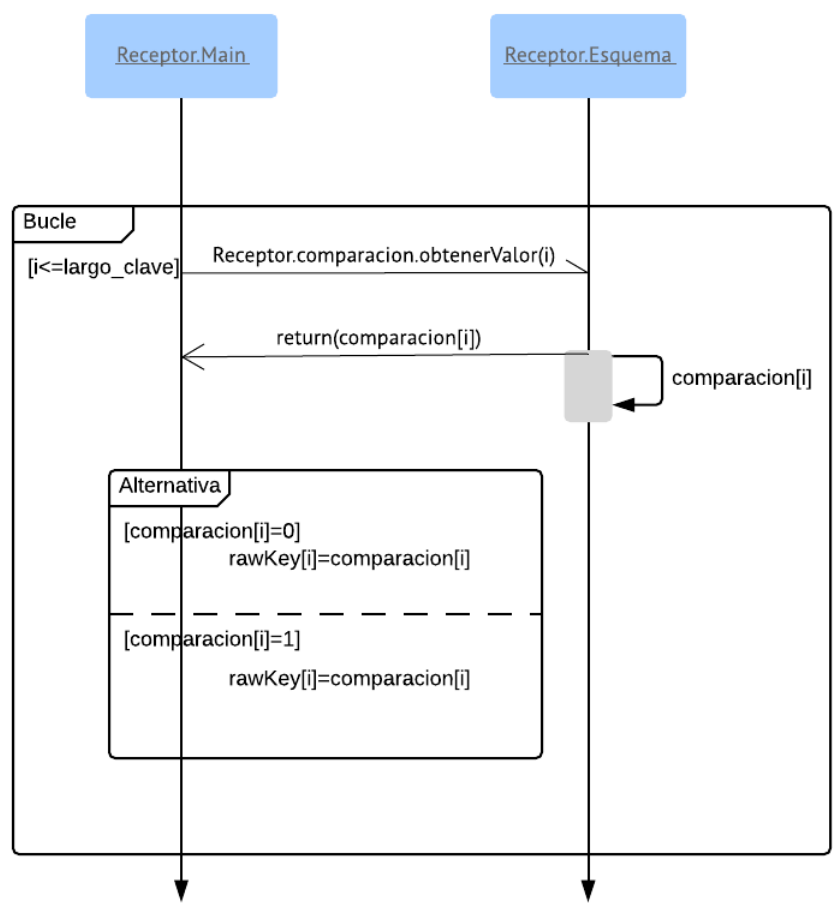 Receptor.Main
Receptor.Esquema
Bucle
[i<=largo_clave]
Receptor.comparacion.obtenerValor(i)
return(comparacion[i])
comparacion[i]
Alternativa
[comparacion[i]=0]
rawKey[i]=comparacion[i]
[comparacion[i]=1]
rawKey[i]=comparacion[i]